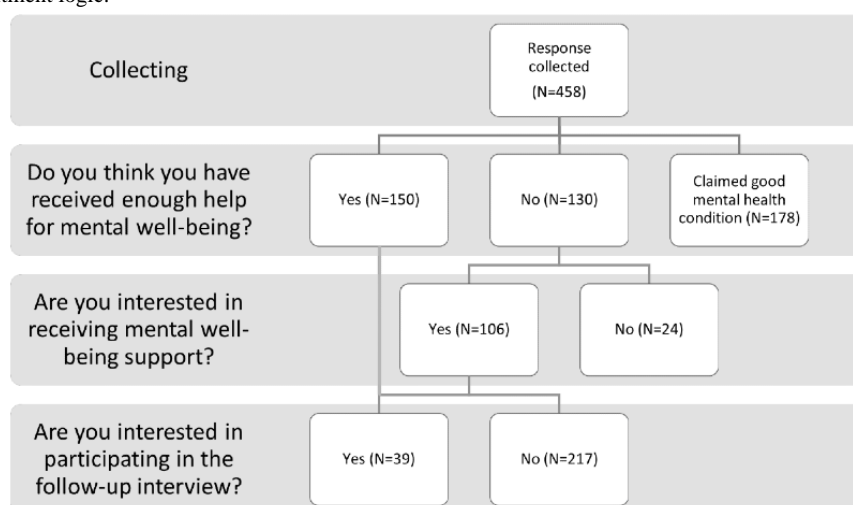 Collecting
Response
collected
(N=458)
Do you think you have
received enough help
for mental well-being?
Yes (N=150)
No (N=130)
Claimed good
mental health
condition (N=178)
Are you interested in
receiving mental well-
being support?
Yes (N=106)
No (N=24)
Are you interested in
participating in the
follow-up interview?
Yes (N=39)
No (N=217)